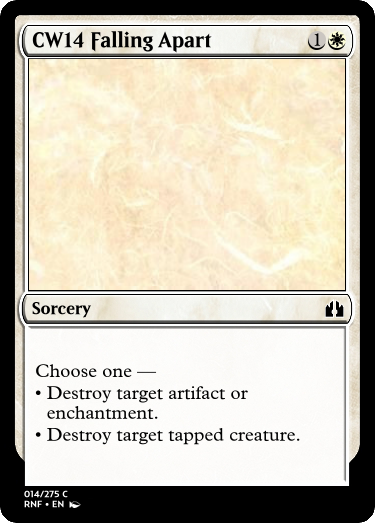 CW14 Falling Apart 1
Sorcery
Choose one —
• Destroy target artifact or
enchantment.
• Destroy target tapped creature.
014/275 C
RNF • EN